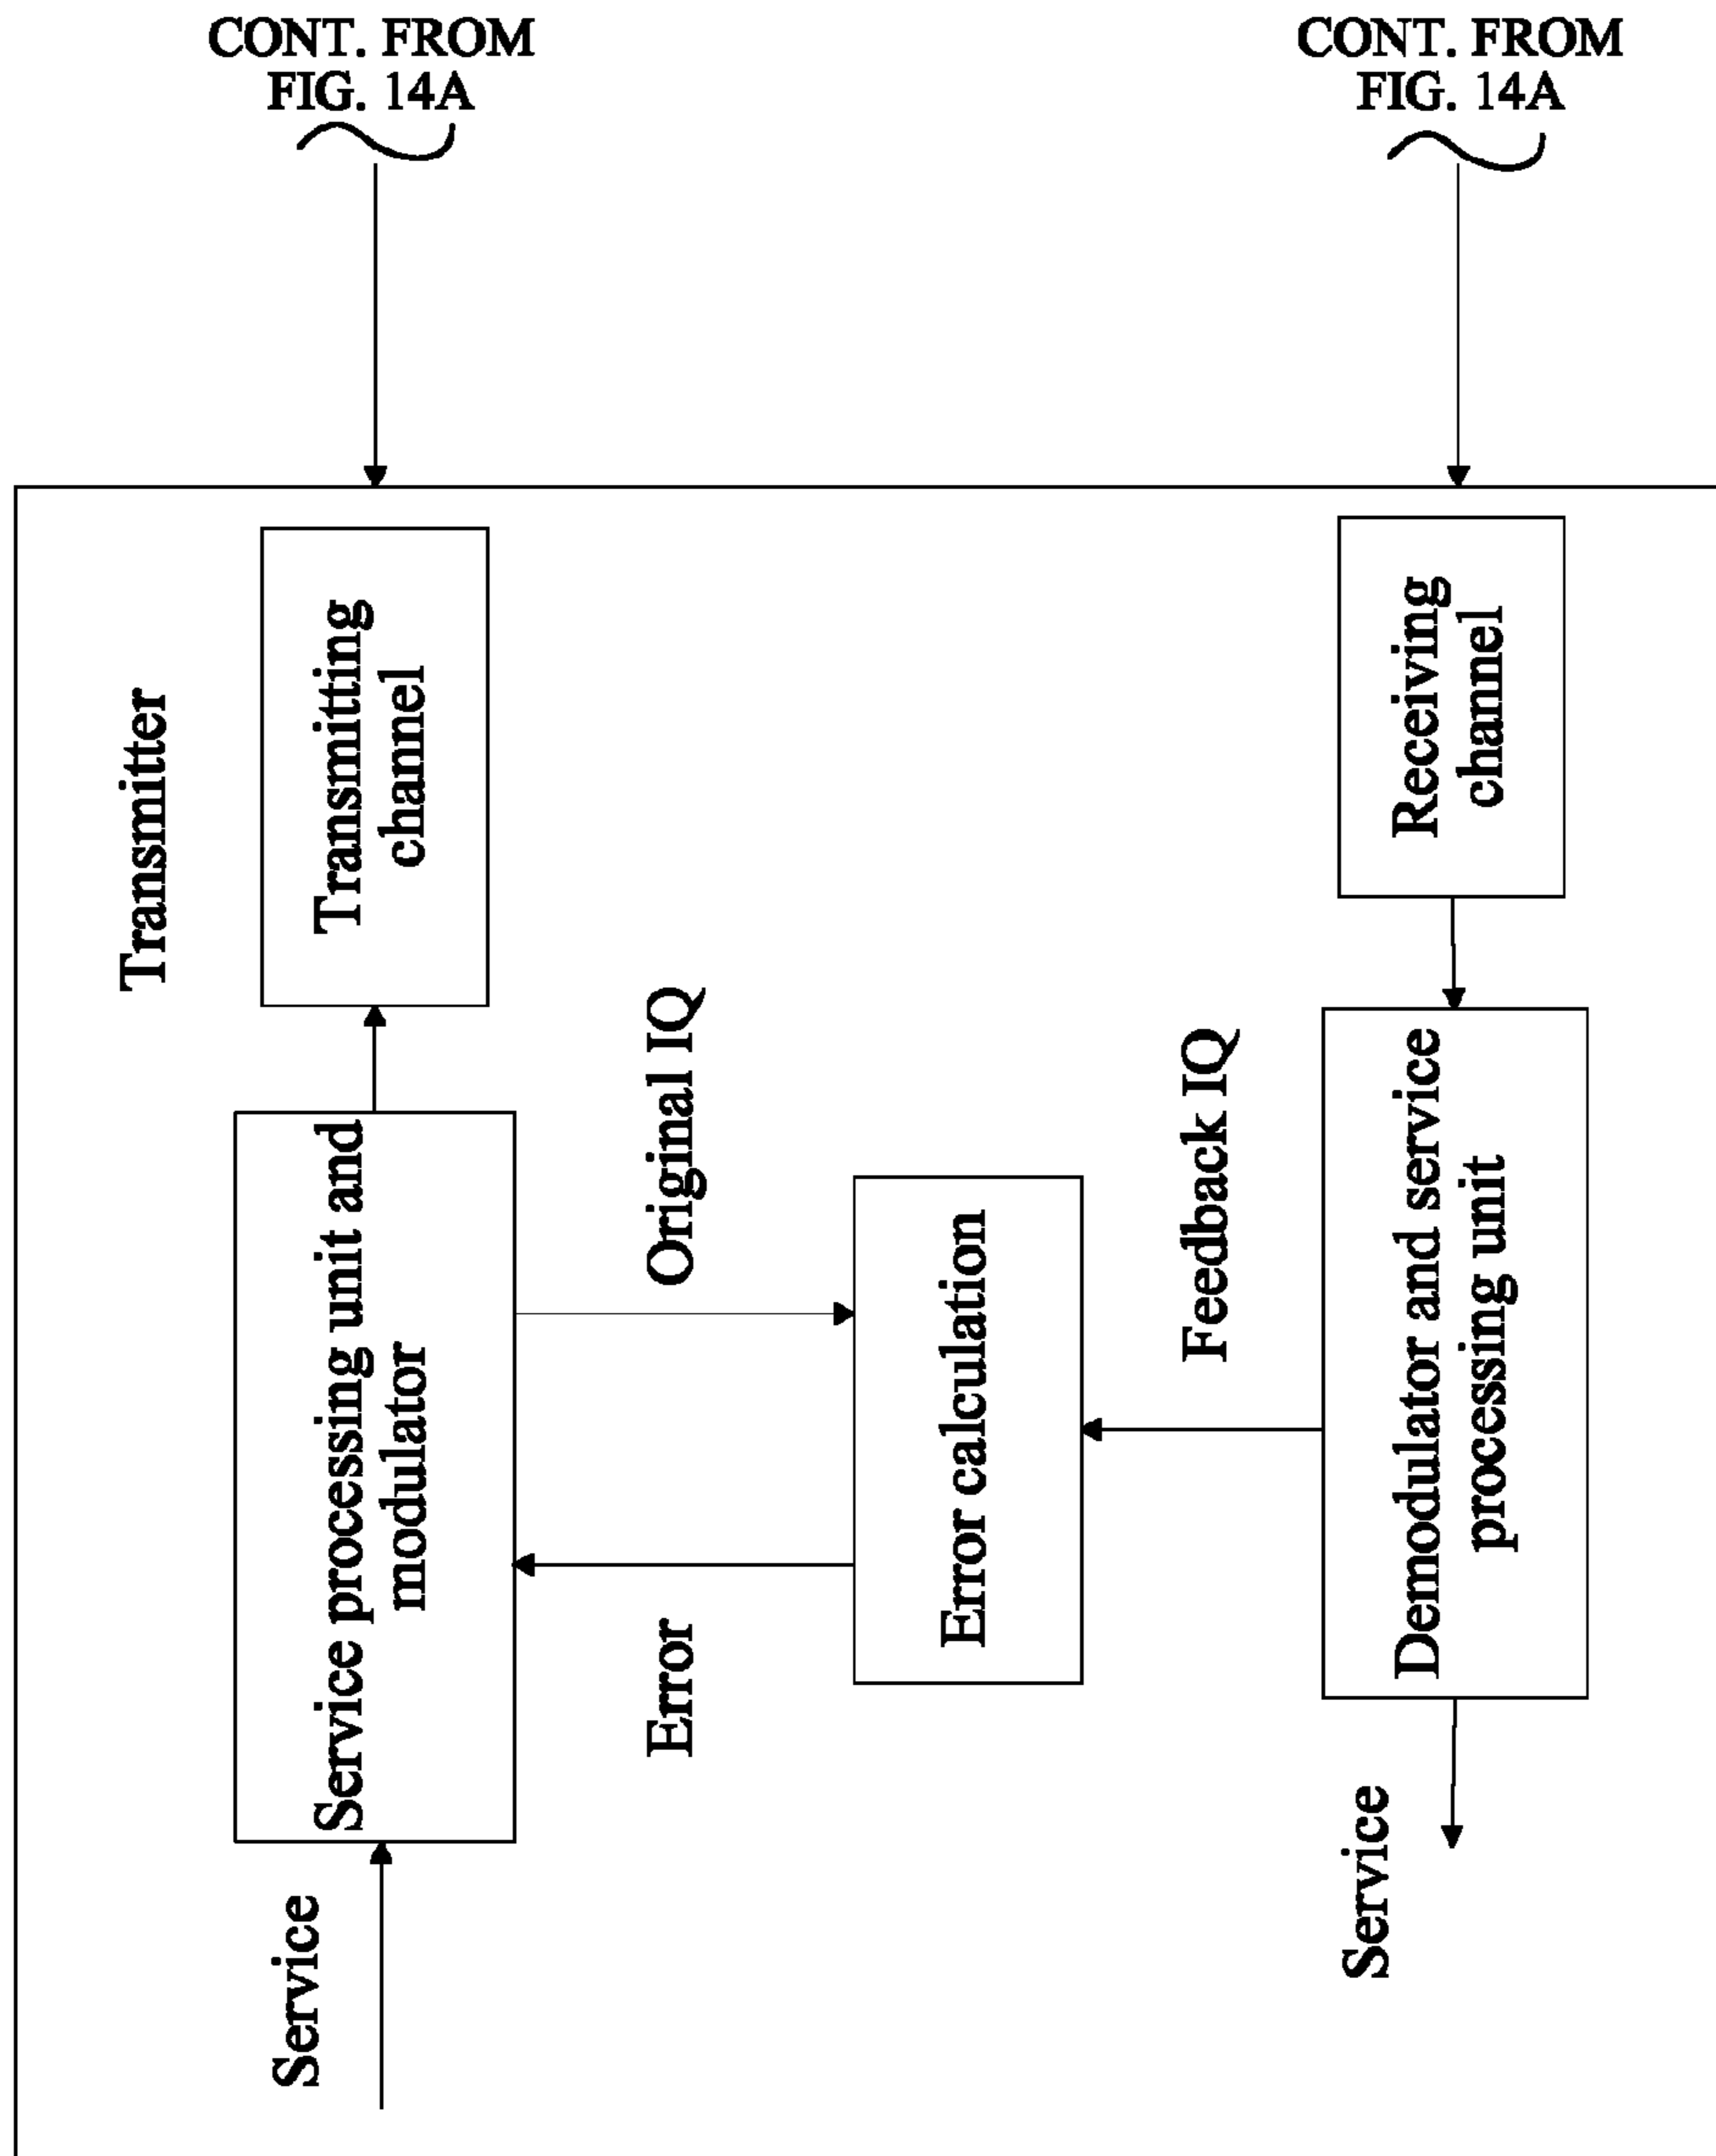 CONT. FROM
FIG. 14A
CONT. FROM
FIG. 14A
Transmitter
Transmitting
channel
Receiving
channel
Service processing unit and
modulator
Original IQ
Error
Error calculation
Feedback IQ
Demodulator and service
processing unit
Service
Service